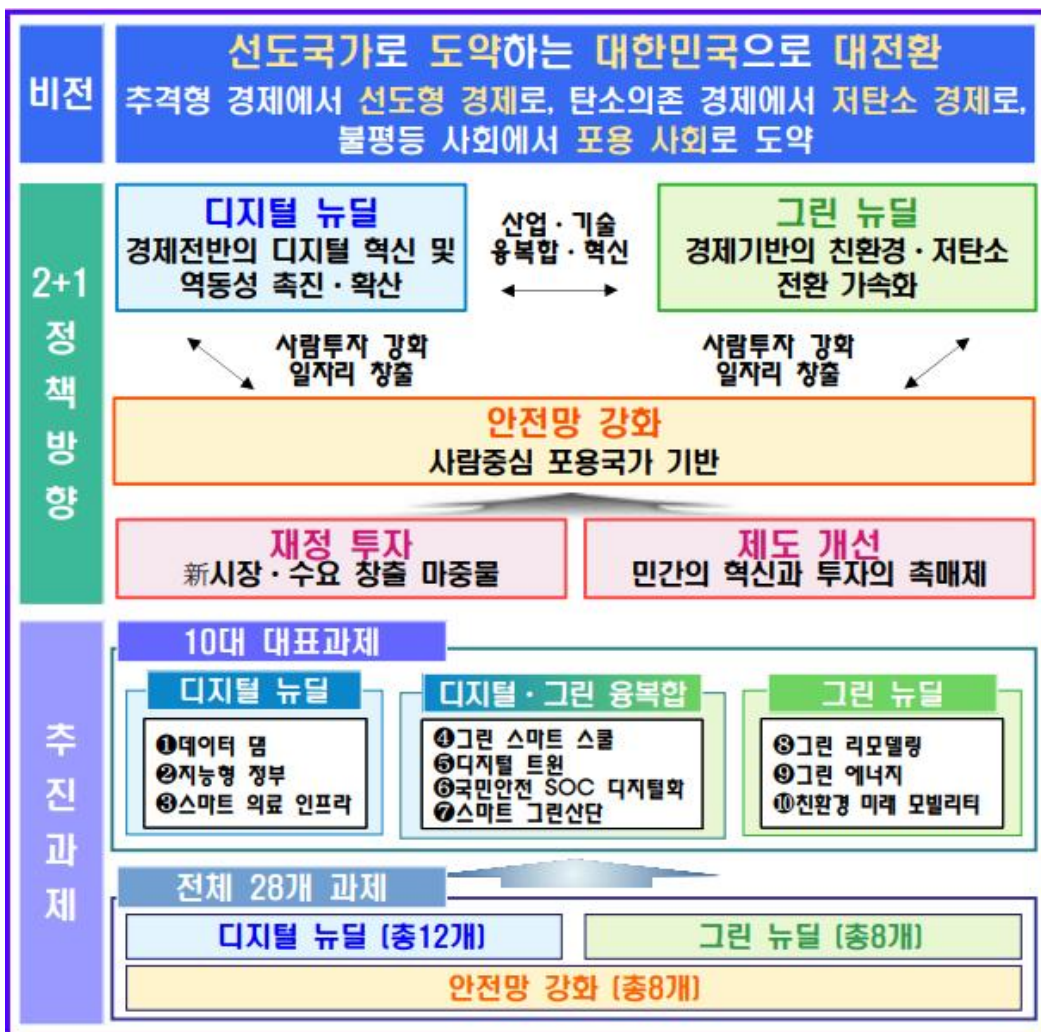 비전
선도국가로 도약하는 대한민국으로 대전환
추격형 경제에서 선도형 경제로, 탄소의존 경제에서 저탄소 경제로,
불평등 사회에서 포용 사회로 도약
2+1
정
책
방
향
디지털 뉴딜
경제전반의 디지털 혁신 및
역동성 촉진·확산
산업·기술
융복합·혁신
그린 뉴딜
경제기반의 친환경·저탄소
전환 가속화
사람투자 강화
일자리 창출
사람투자 강화
일자리 창출
안전망 강화
사람중심 포용국가 기반
재정 투자
新시장·수요 창출 마중물
제도 개선
민간의 혁신과 투자의 촉매제
추
진
과
제
10대 대표과제
디지털 뉴딜
❶데이터 댐
❷지능형 정부
❸스마트 의료 인프라
디지털·그린 융복합
❹그린 스마트 스쿨
❺디지털 트윈
❻국민안전 SOC 디지털화
❼스마트 그린산단
그린 뉴딜
❽그린 리모델링
❾그린 에너지
❿친환경 미래 모빌리티
전체 28개 과제
디지털 뉴딜 (총12개)
그린 뉴딜 (총8개)
안전망 강화 (총8개)